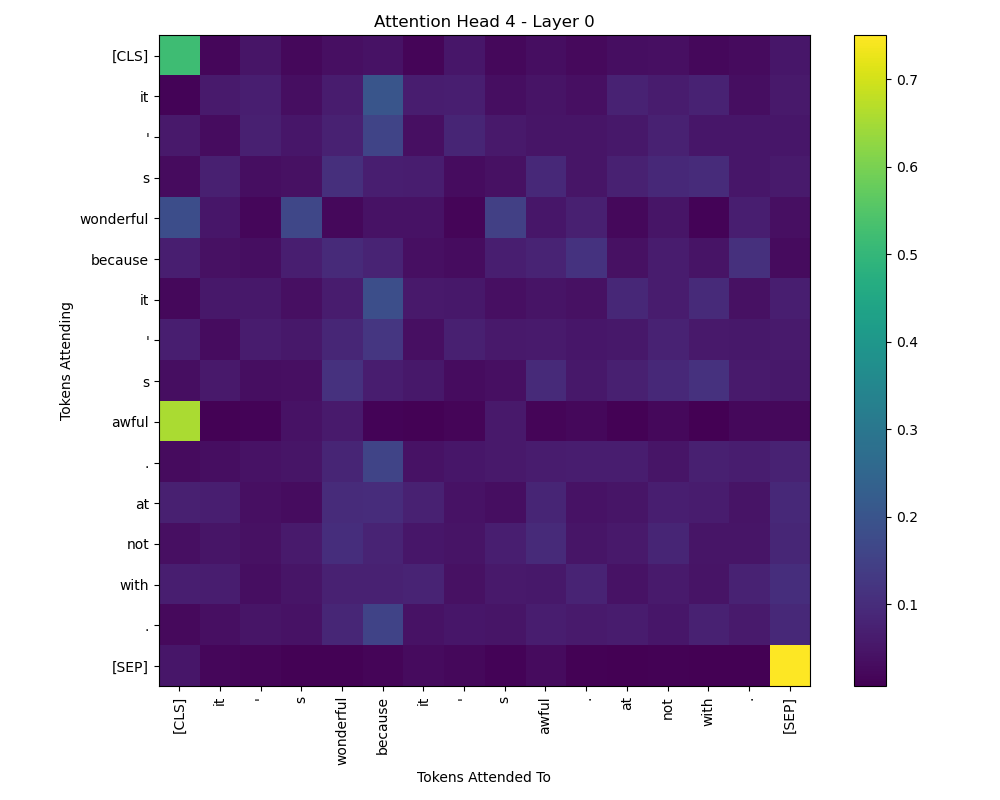 Attention Head 4 - Layer 0
[CLS]
it
'
s
wonderful
because
it
'
s
awful
.
at
not
with
.
[SEP]
Tokens Attending
[CLS]
it
'
s
wonderful
because
it
'
s
awful
.
at
not
with
.
[SEP]
Tokens Attended To
0.7
0.6
0.5
0.4
0.3
0.2
0.1